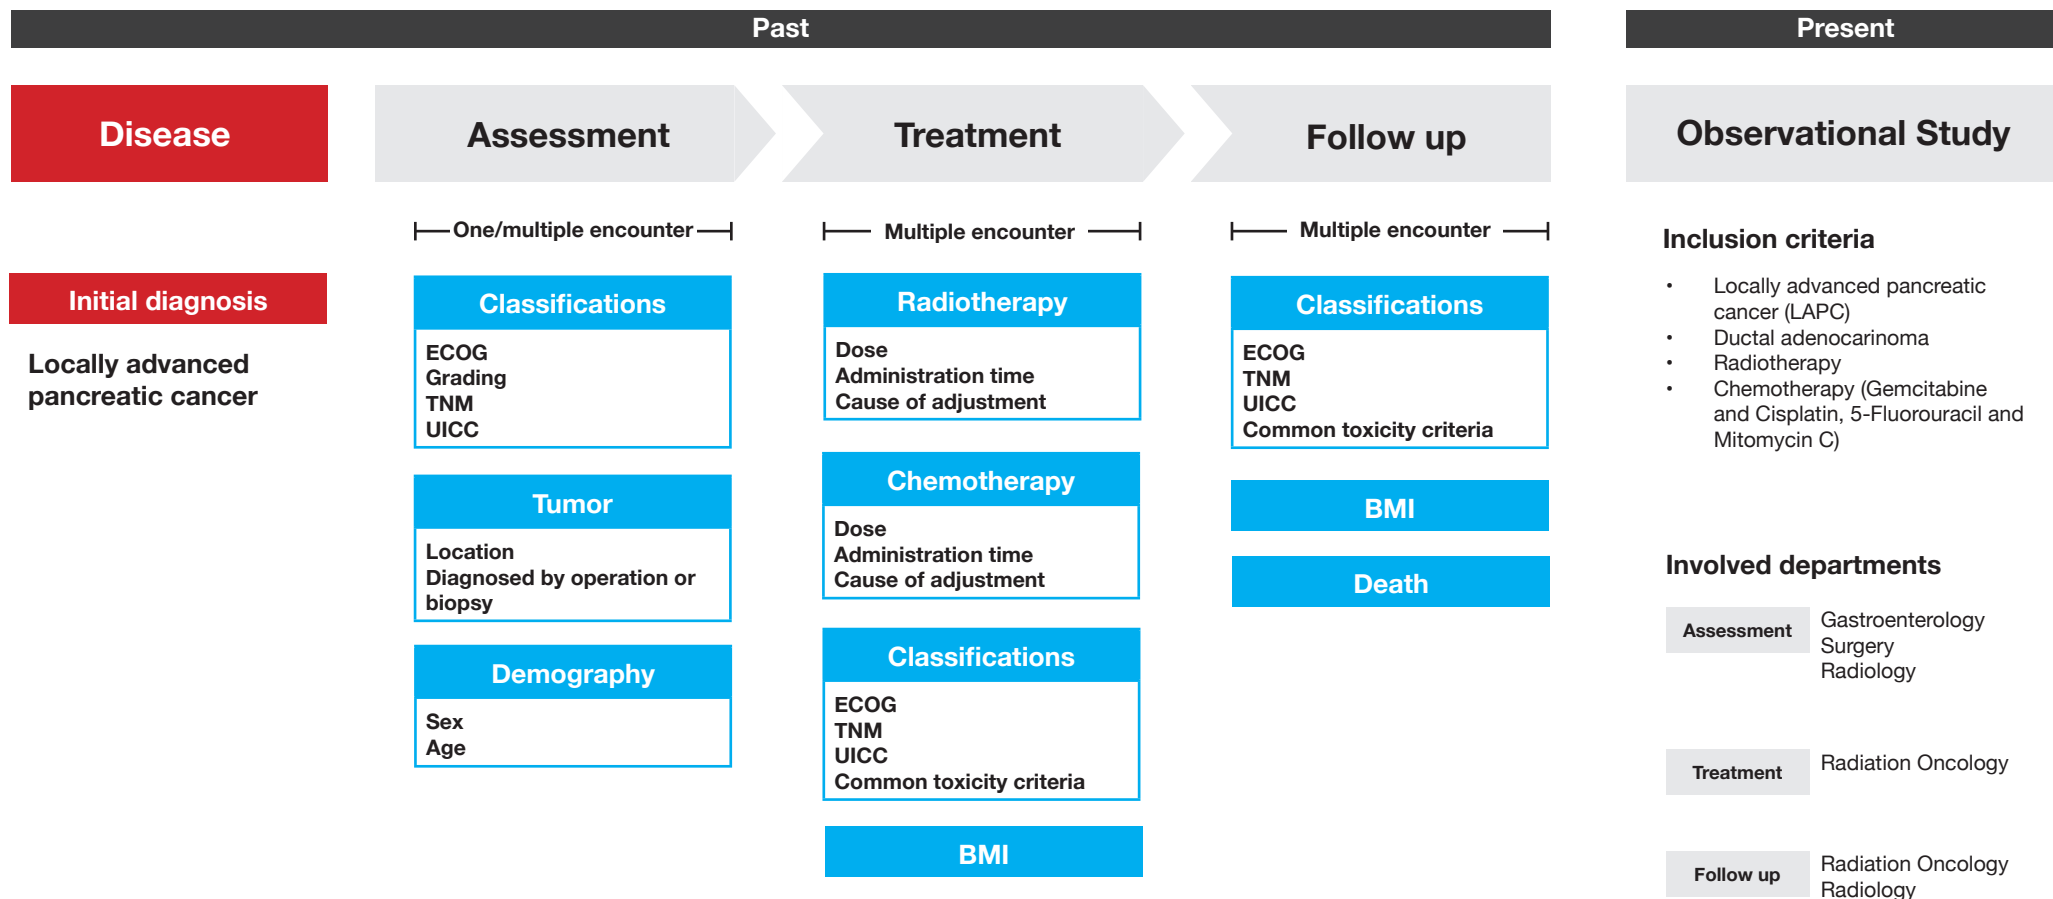 Past
Present
Disease
Assessment
Treatment
Follow up
Observational Study
One/multiple encounter
Multiple encounter
Multiple encounter
Initial diagnosis
Locally advanced
pancreatic cancer
Classifications
ECOG
Grading
TNM
UICC
Tumor
Location
Diagnosed by operation or
biopsy
Demography
Sex
Age
Radiotherapy
Dose
Administration time
Cause of adjustment
Chemotherapy
Dose
Administration time
Cause of adjustment
Classifications
ECOG
TNM
UICC
Common toxicity criteria
BMI
Classifications
ECOG
TNM
UICC
Common toxicity criteria
BMI
Death
Inclusion criteria
• Locally advanced pancreatic
cancer (LAPC)
• Ductal adenocarinoma
• Radiotherapy
• Chemotherapy (Gemcitabine
and Cisplatin, 5-Fluorouracil and
Mitomycin C)
Involved departments
Assessment
Gastroenterology
Surgery
Radiology
Treatment
Radiation Oncology
Follow up
Radiation Oncology
Radiology